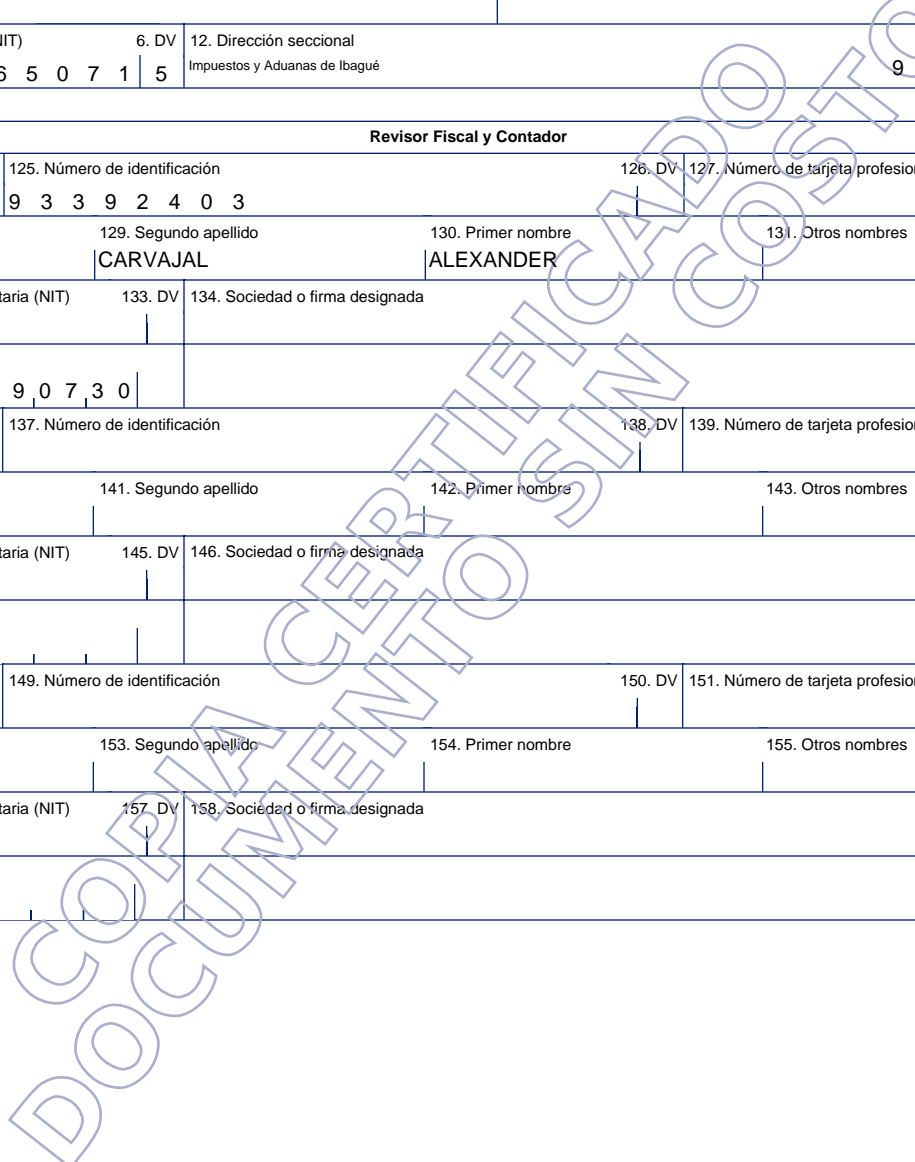 IIT) 6. DV 12. Dirección seccional
6 5 0 7 1 5 Impuestos y Aduanas de Ibagué 9
Revisor Fiscal y Contador
125. Número de identificación 126. DV 127. Número de tarjeta profesion
9 3 3 9 2 4 0 3
129. Segundo apellido 130. Primer nombre 131. Otros nombres
CARVAJAL ALEXANDER
taria (NIT) 133. DV 134. Sociedad o firma designada
9 0 7 3 0
137. Número de identificación 138. DV 139. Número de tarjeta profesion
141. Segundo apellido 142. Primer nombre 143. Otros nombres
taria (NIT) 145. DV 146. Sociedad o firma designada
149. Número de identificación 150. DV 151. Número de tarjeta profesion
153. Segundo apellido 154. Primer nombre 155. Otros nombres
taria (NIT) 157. DV 158. Sociedad o firma designada
COPIA CERTIFICADO
DOCUMENTO SIN COSTO